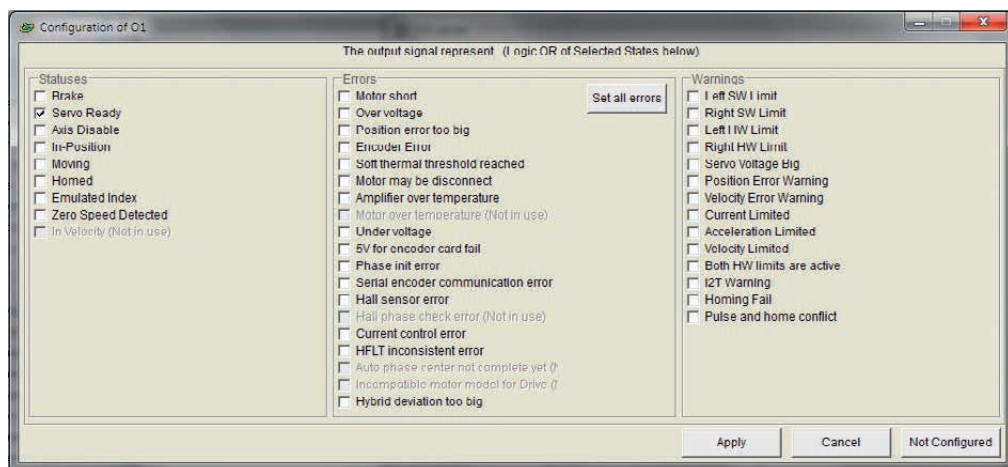 Configuration of O1
The output signal represent (Logic OR of Selected States below)
Statuses
Brake
Servo Ready
Axis Disable
In-Position
Moving
Homed
Emulated Index
Zero Speed Detected
In Velocity (Not in use)
Errors
Set all errors
Motor short
Over voltage
Position error too big
Encoder Error
Soft thermal threshold reached
Motor may be disconnect
Amplifier over temperature
Motor over temperature (Not in use)
Under voltage
5V for encoder card fail
Phase init error
Serial encoder communication error
Hall sensor error
Hall phase check error (Not in use)
Current control error
HFLT inconsistent error
Auto phase center not complete yet (
Incompatible motor model for Drive (
Hybrid deviation too big
Warnings
Left SW Limit
Right SW Limit
Left HW Limit
Right HW Limit
Servo Voltage Big
Position Error Warning
Velocity Error Warning
Current Limited
Acceleration Limited
Velocity Limited
Both HW limits are active
I2T Warning
Homing Fail
Pulse and home conflict
Apply
Cancel
Not Configured